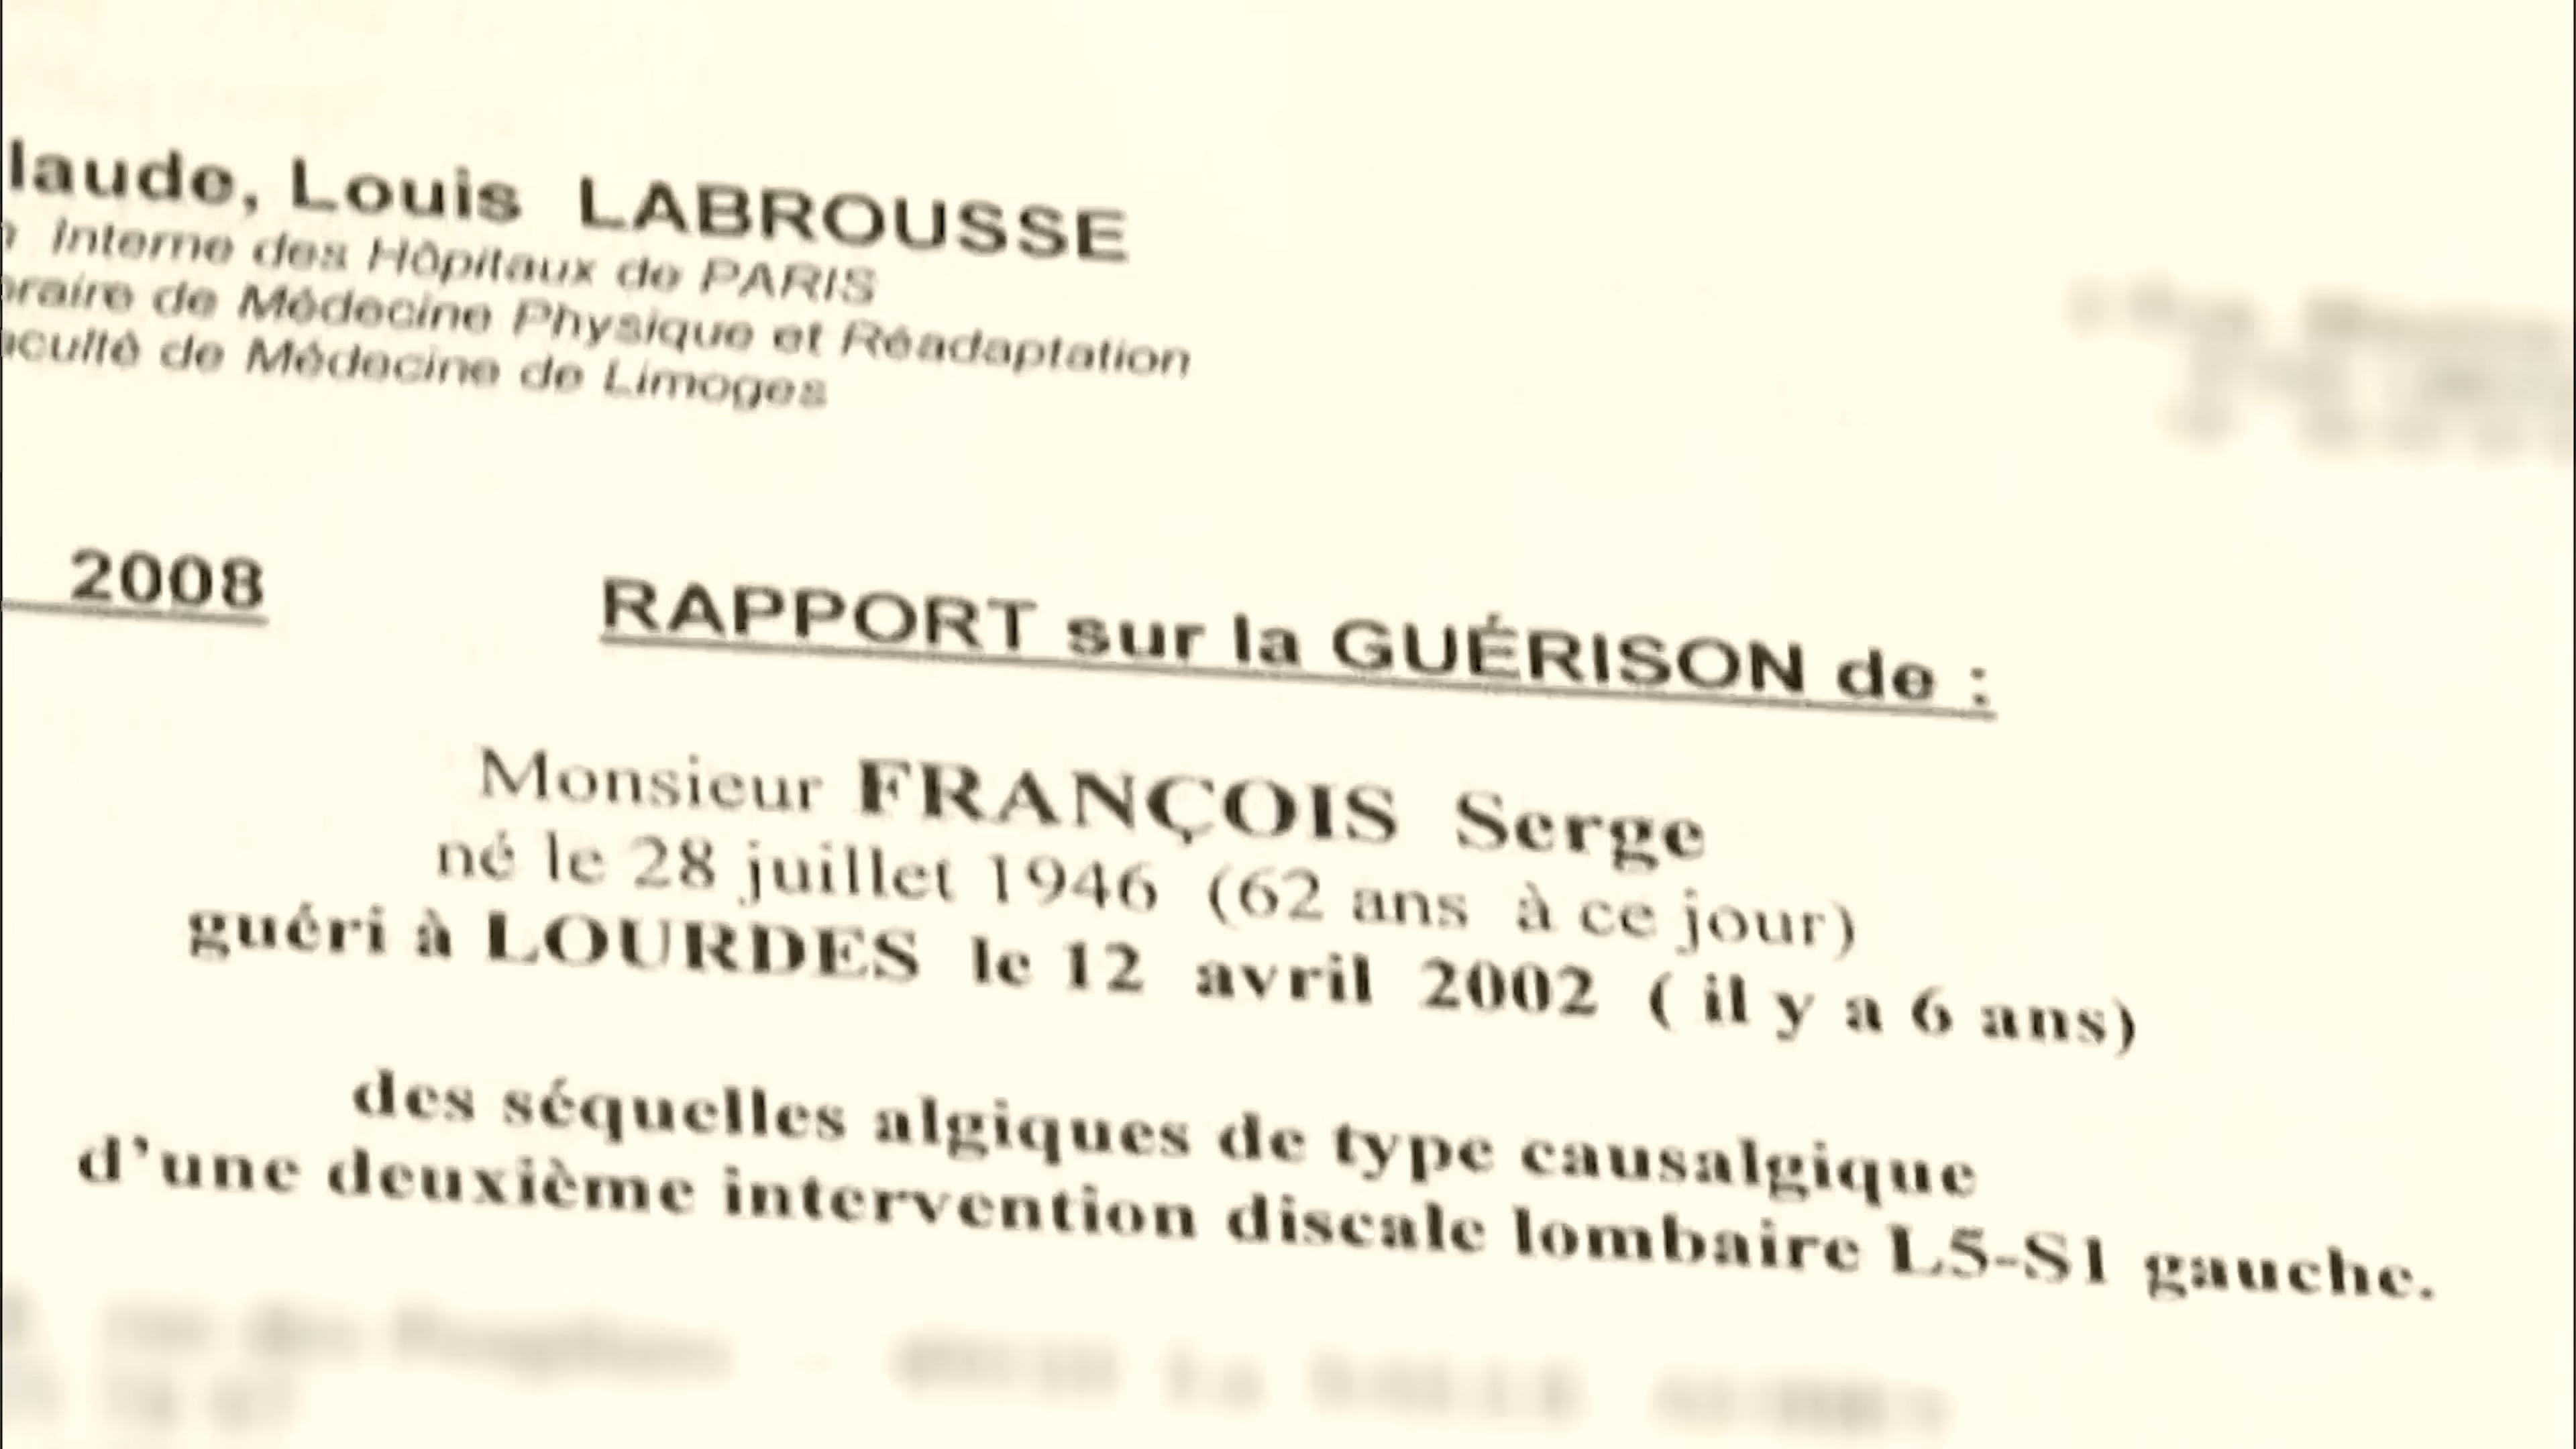 laude, Louis LABROUSSE
Interne des Hôpitaux de PARIS
raire de Médecine Physique et Réadaptation
aculté de Médecine de Limoges
2008
RAPPORT sur la GUÉRISON de :
Monsieur FRANÇOIS Serge
né le 28 juillet 1946 (62 ans à ce jour)
guéri à LOURDES le 12 avril 2002 ( il y a 6 ans)
des séquelles algiques de type causalgique
d'une deuxième intervention discale lombaire L5-S1 gauche.